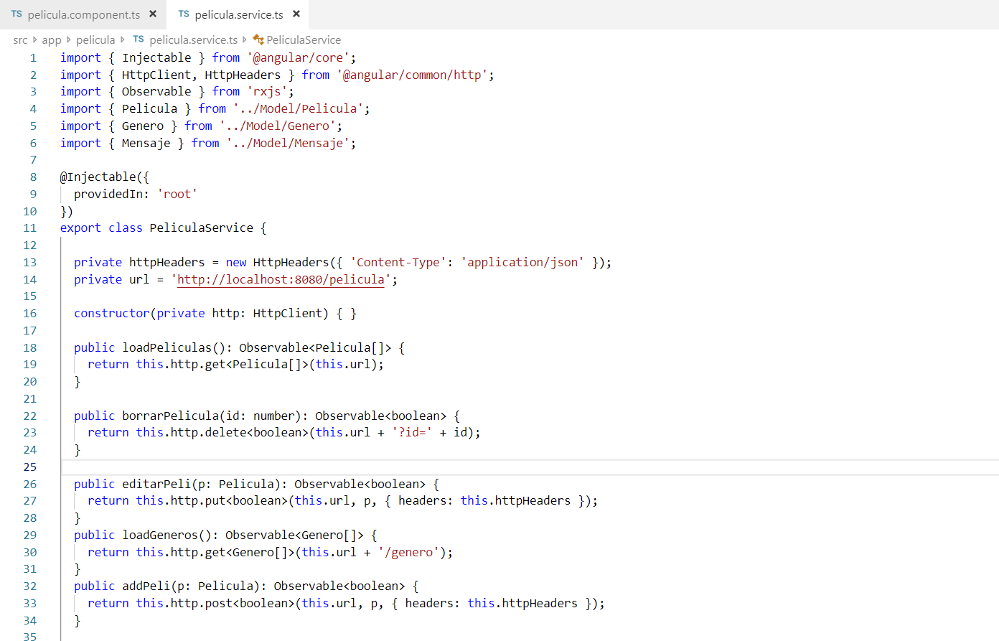 TS pelicula.component.ts × TS pelicula.service.ts ×
src app pelicula TS pelicula.service.ts PeliculaService
1 import { Injectable } from '@angular/core';
2 import { HttpClient, HttpHeaders } from '@angular/common/http';
3 import { Observable } from 'rxjs';
4 import { Pelicula } from '../Model/Pelicula';
5 import { Genero } from '../Model/Genero';
6 import { Mensaje } from '../Model/Mensaje';
7
8 @Injectable({
9   providedIn: 'root'
10 })
11 export class PeliculaService {
12
13   private httpHeaders = new HttpHeaders({ 'Content-Type': 'application/json' });
14   private url = 'http://localhost:8080/pelicula';
15
16   constructor(private http: HttpClient) { }
17
18   public loadPeliculas(): Observable<Pelicula[]> {
19     return this.http.get<Pelicula[]>(this.url);
20   }
21
22   public borrarPelicula(id: number): Observable<boolean> {
23     return this.http.delete<boolean>(this.url + '?id=' + id);
24   }
25
26   public editarPeli(p: Pelicula): Observable<boolean> {
27     return this.http.put<boolean>(this.url, p, { headers: this.httpHeaders });
28   }
29   public loadGeneros(): Observable<Genero[]> {
30     return this.http.get<Genero[]>(this.url + '/genero');
31   }
32   public addPeli(p: Pelicula): Observable<boolean> {
33     return this.http.post<boolean>(this.url, p, { headers: this.httpHeaders });
34   }
35